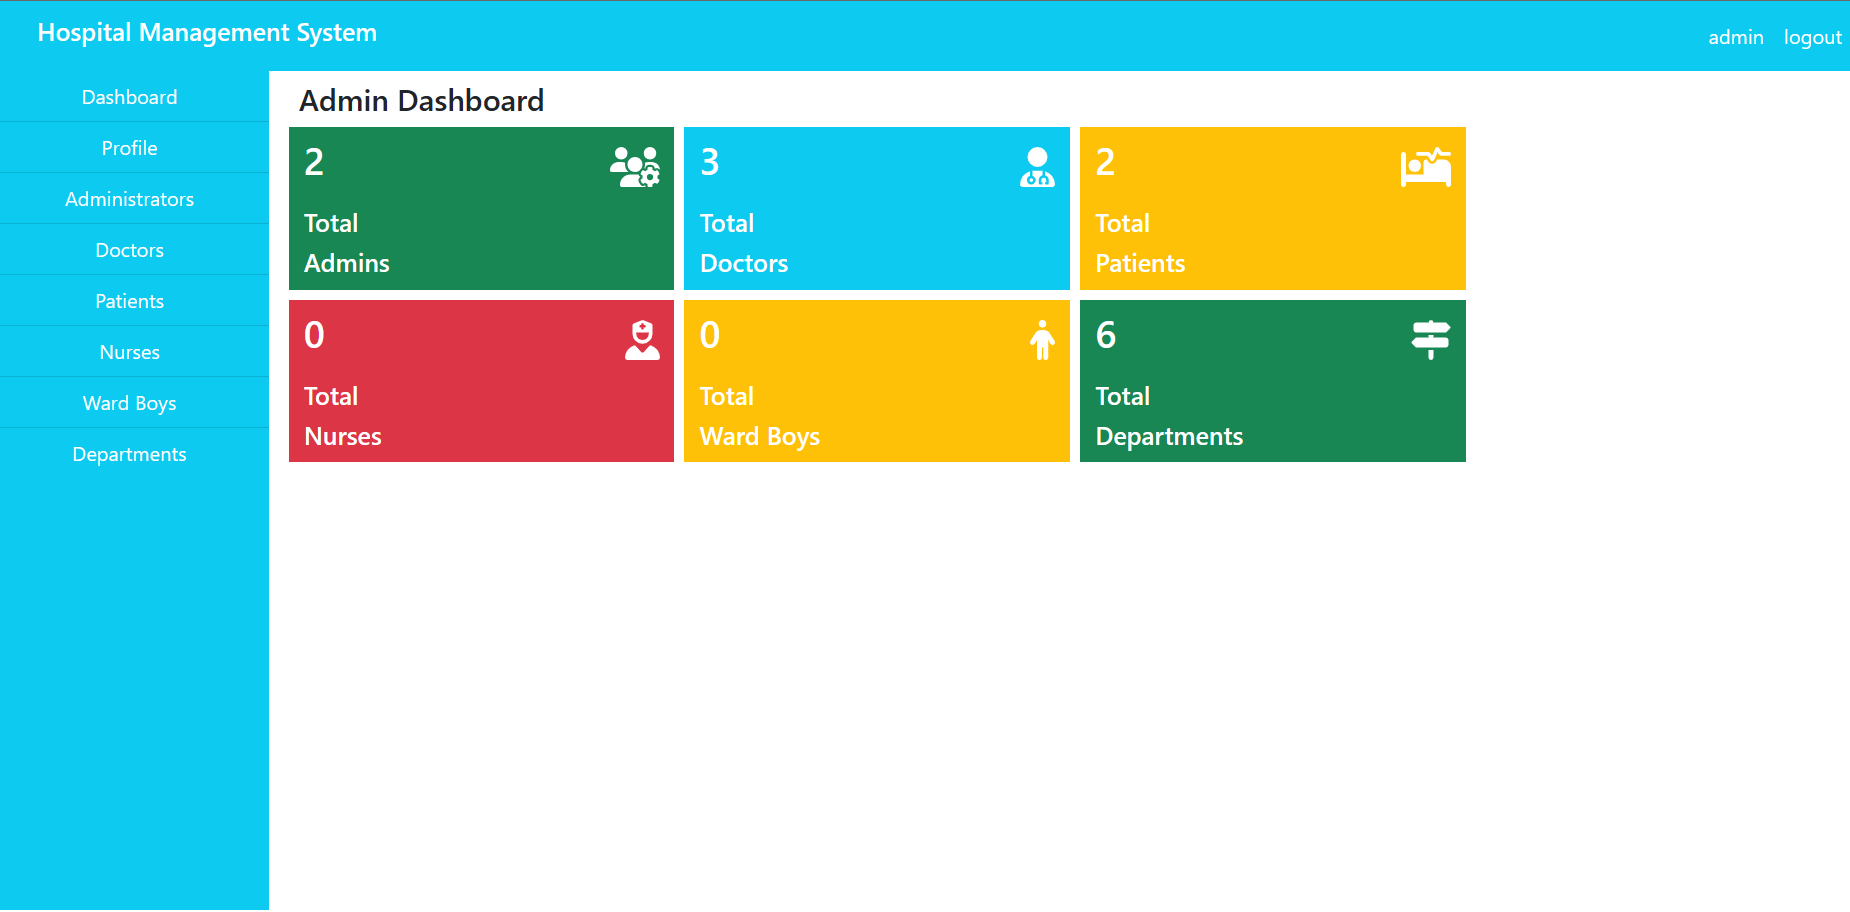 Hospital Management System
admin logout
Dashboard
Profile
Administrators
Doctors
Patients
Nurses
Ward Boys
Departments
Admin Dashboard
2
Total
Admins
3
Total
Doctors
2
Total
Patients
0
Total
Nurses
0
Total
Ward Boys
6
Total
Departments